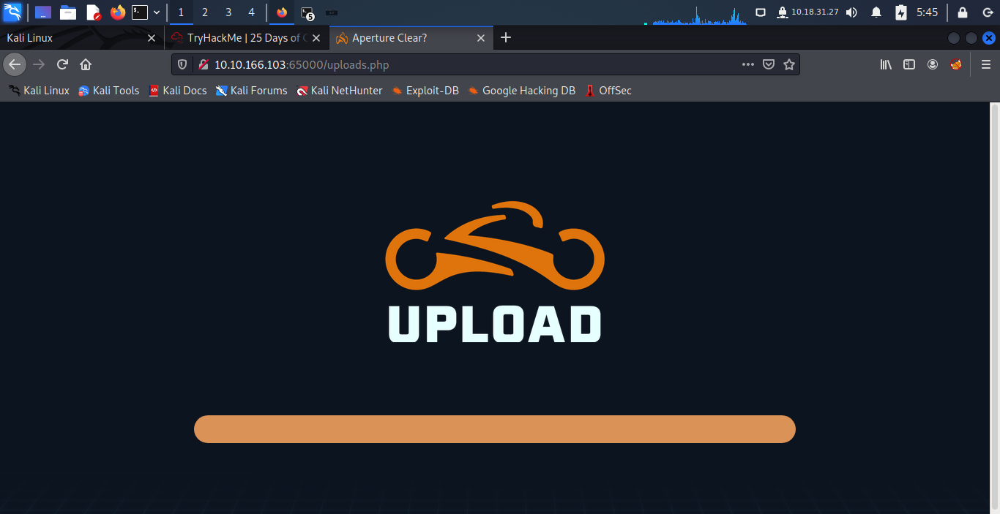 1 2 3 4 5 10.18.31.27 5:45
Kali Linux TryHackMe | 25 Days of Aperture Clear?
10.10.166.103:65000/uploads.php
Kali Linux Kali Tools Kali Docs Kali Forums Kali NetHunter Exploit-DB Google Hacking DB OffSec
UPLOAD